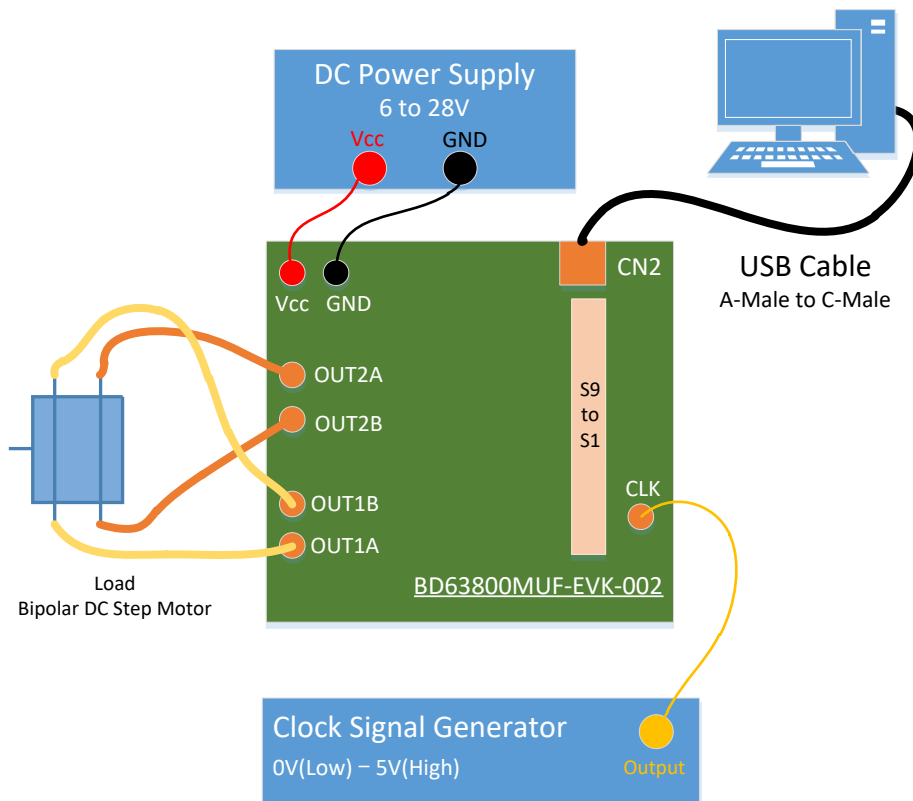 DC Power Supply
6 to 28V
Vcc
GND
CN2
USB Cable
A-Male to C-Male
Vcc
GND
OUT2A
OUT2B
OUT1B
OUT1A
S9
to
S1
CLK
BD63800MUF-EVK-002
Load
Bipolar DC Step Motor
Clock Signal Generator
0V(Low) – 5V(High)
Output